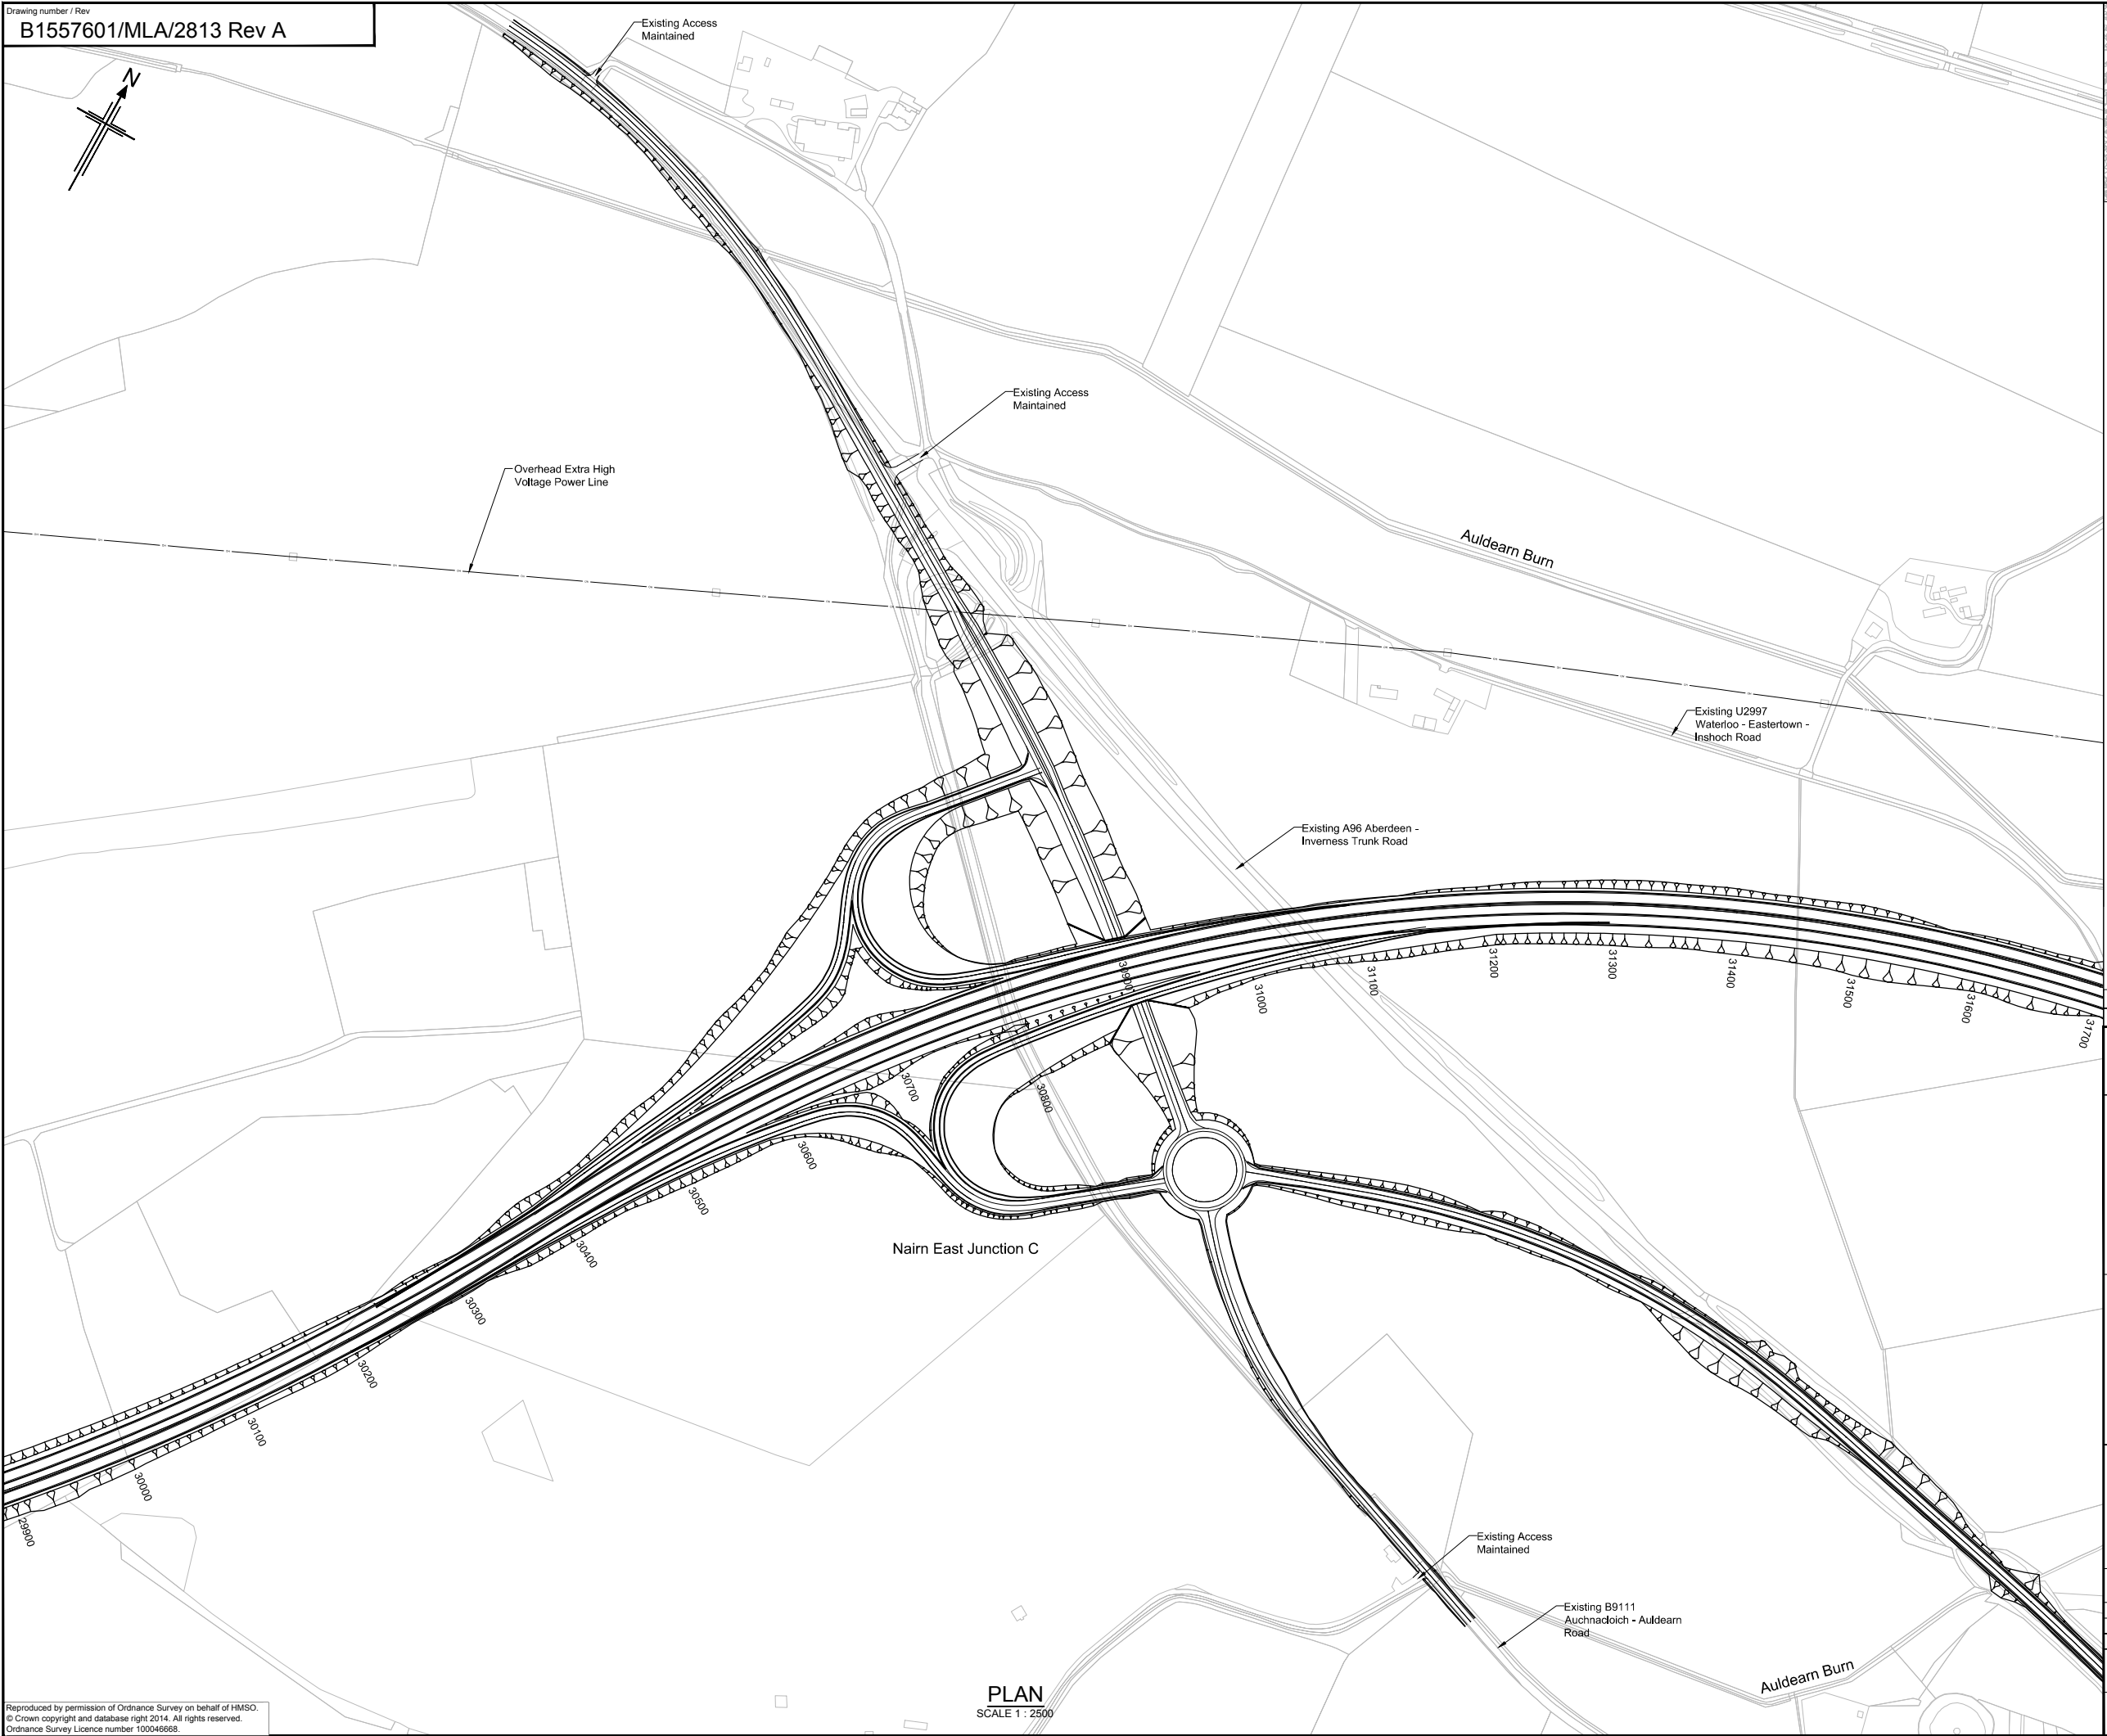 Drawing number / Rev
B1557601/MLA/2813 Rev A
N
Existing Access
Maintained
Existing Access
Maintained
Overhead Extra High
Voltage Power Line
Auldearn Burn
Existing U2997
Waterloo - Eastertown -
Inshoch Road
Existing A96 Aberdeen -
Inverness Trunk Road
29900
30000
30100
30200
30300
30400
30500
30600
30700
30800
30900
31000
31100
31200
31300
31400
31500
31600
31700
Nairn East Junction C
Existing Access
Maintained
Existing B9111
Auchnacloich - Auldearn
Road
Auldearn Burn
PLAN
SCALE 1 : 2500
Reproduced by permission of Ordnance Survey on behalf of HMSO.
© Crown copyright and database right 2014. All rights reserved.
Ordnance Survey Licence number 100046668.